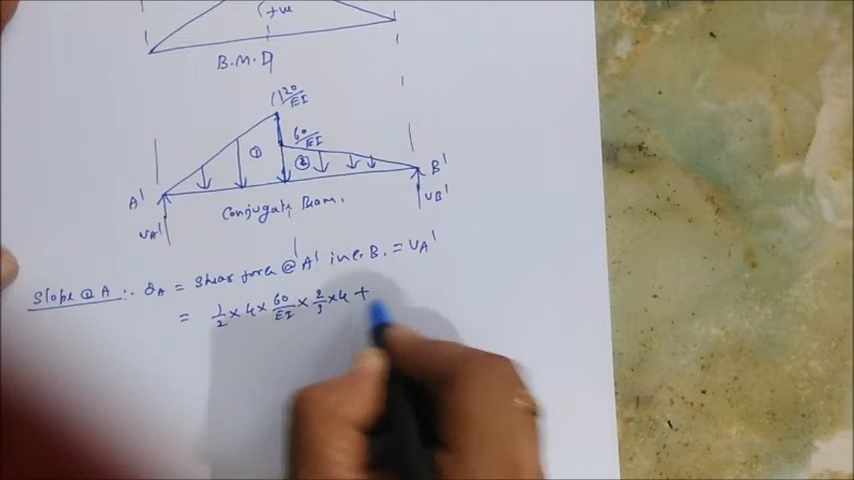 +ve
B.M.D
120/EI
60/EI
① ②
A' B'
VA' VB'
Conjugate Beam.
Slope @ A :- θA = Shear force @ A' in C.B. = VA'
= 1/2 × 4 × 60/EI × 2/3 × 4 +